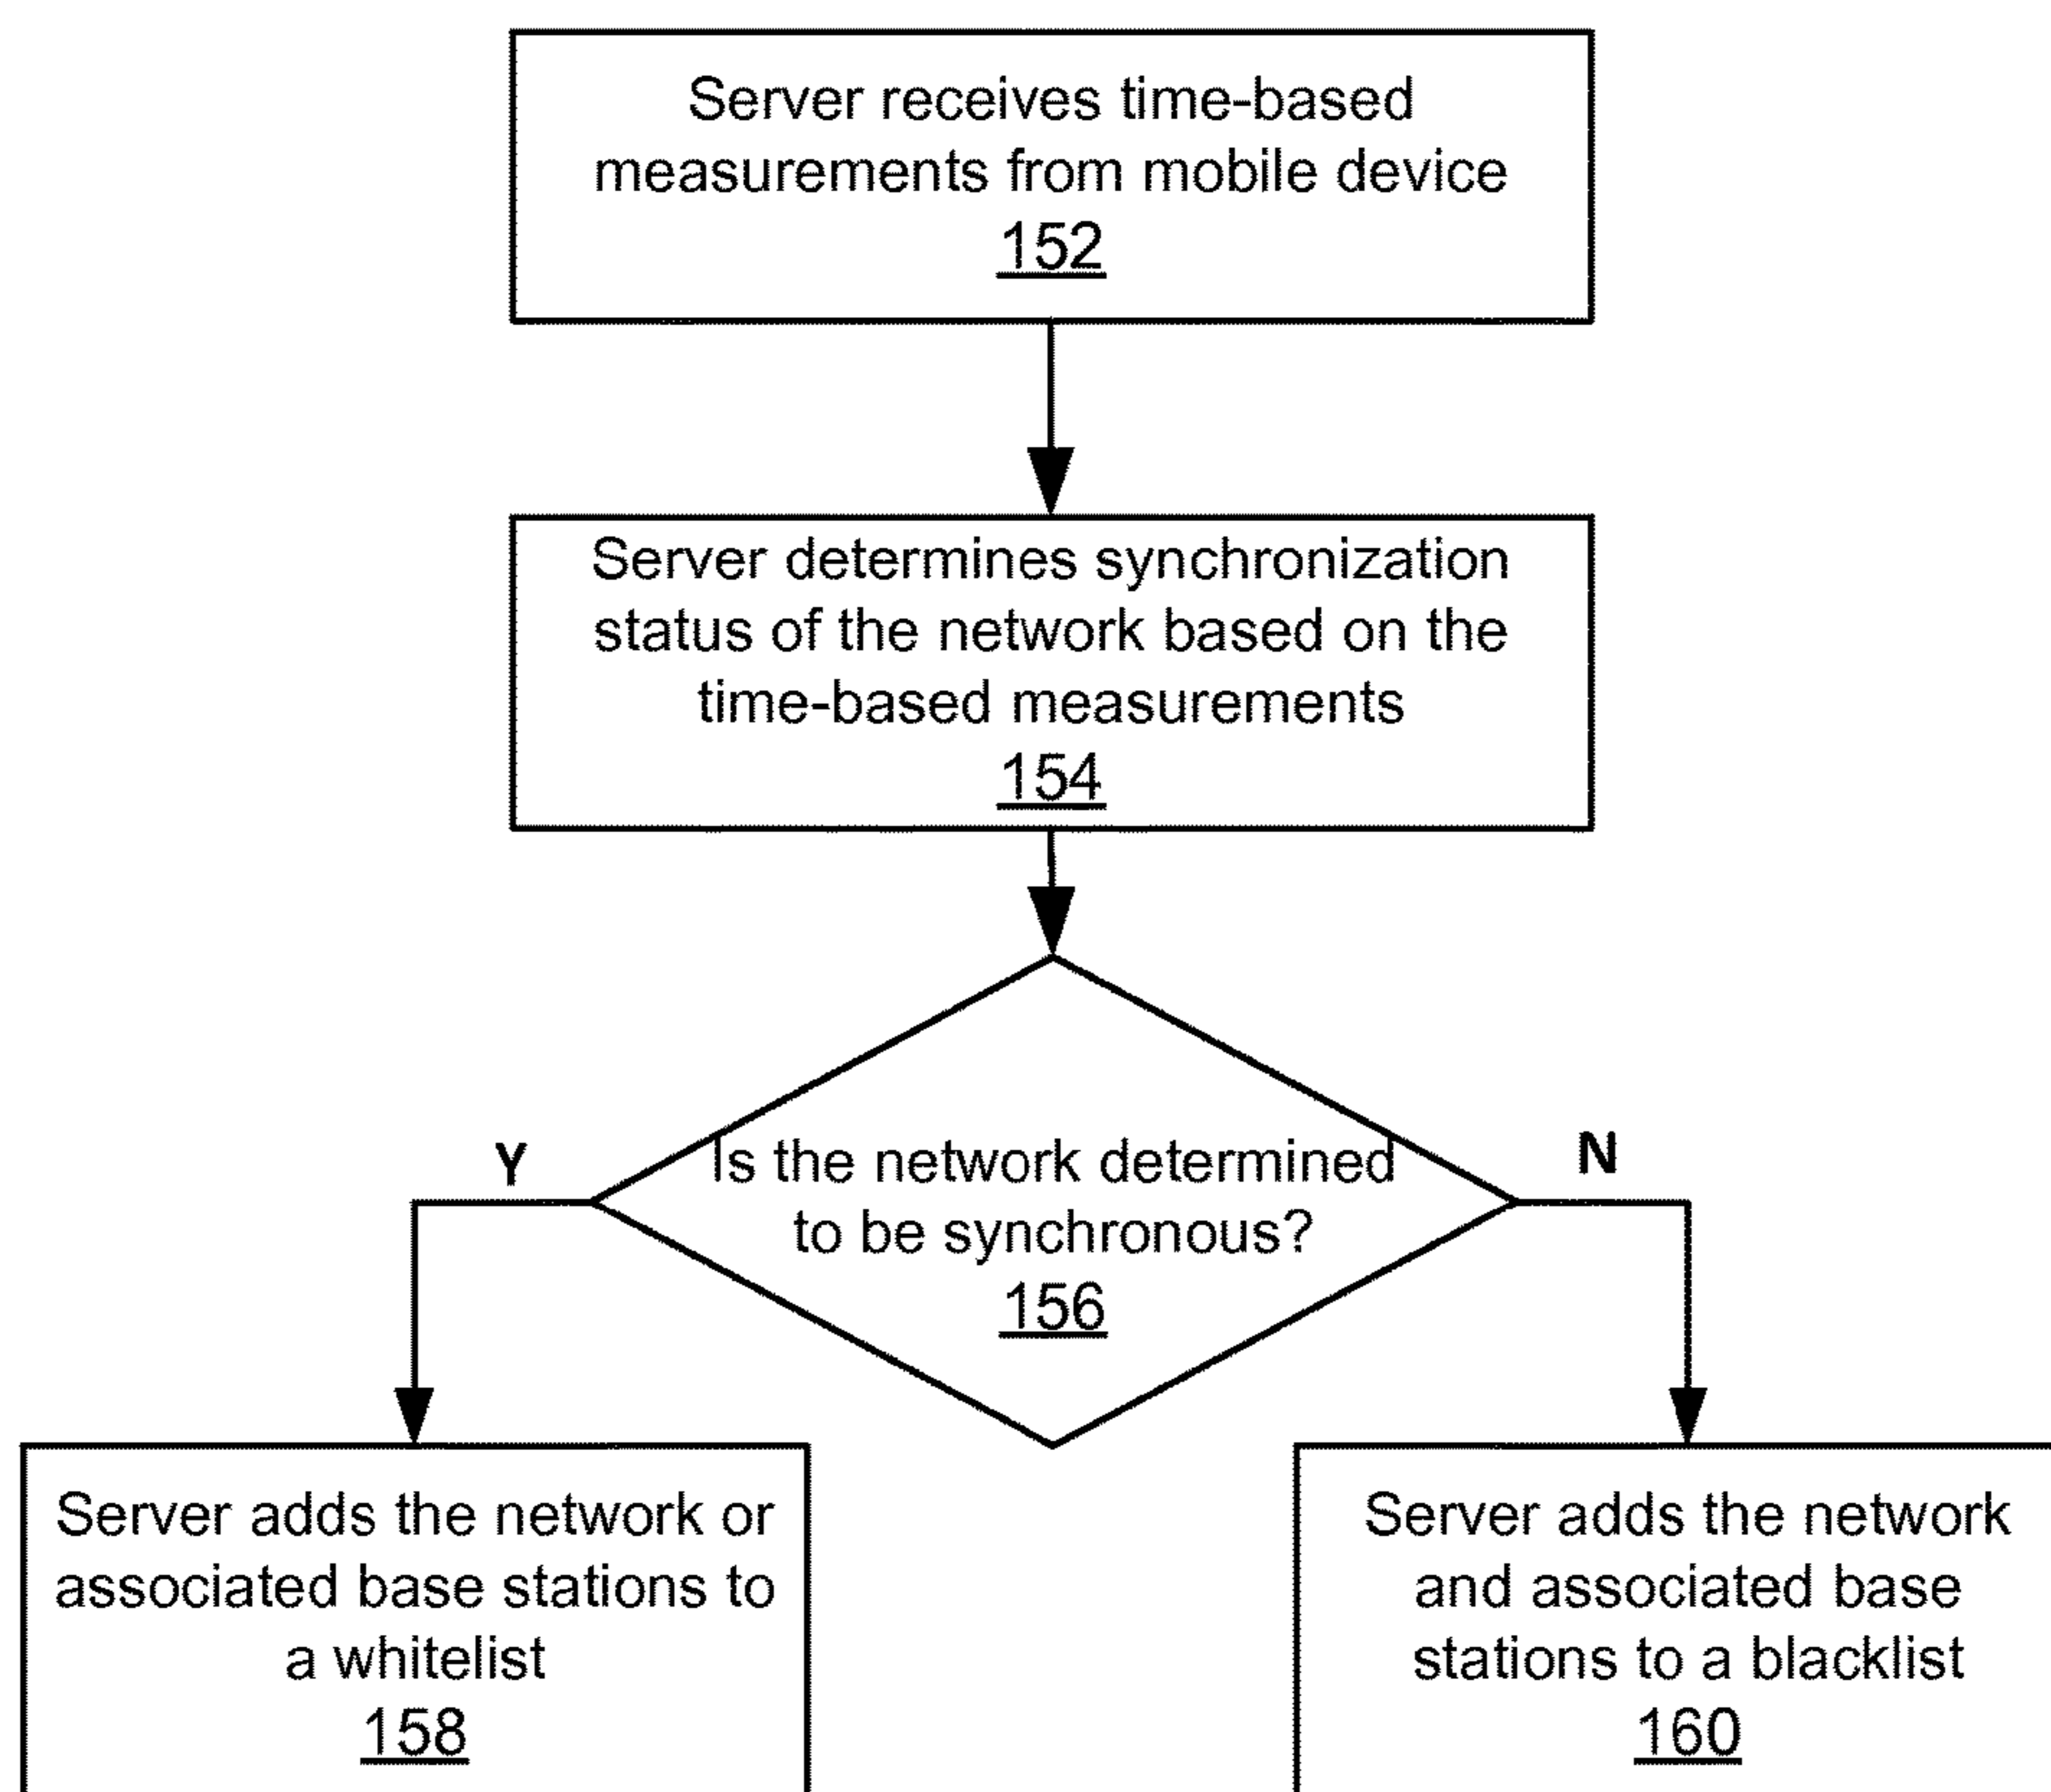 Server receives time-based
measurements from mobile device
152
Server determines synchronization
status of the network based on the
time-based measurements
154
Is the network determined
to be synchronous?
156
Y
N
Server adds the network or
associated base stations to
a whitelist
158
Server adds the network
and associated base
stations to a blacklist
160